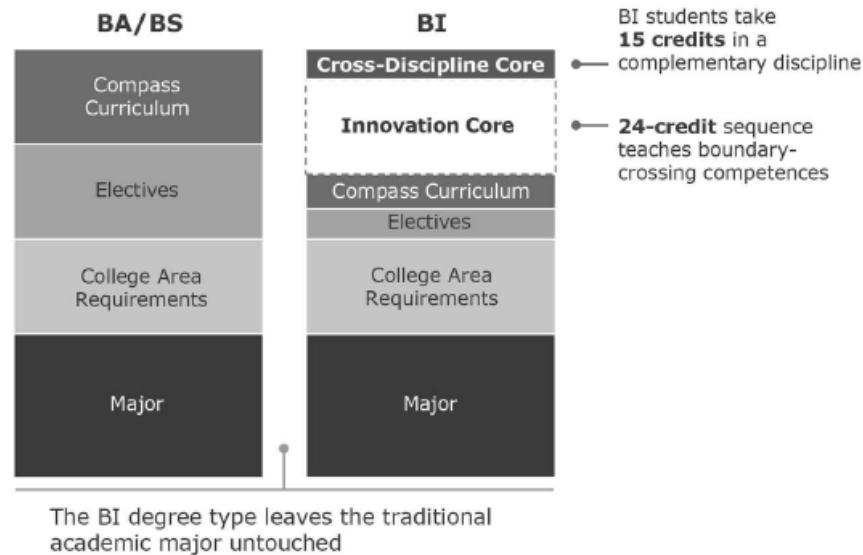 BA/BS
Compass
Curriculum
Electives
College Area
Requirements
Major
BI
Cross-Discipline Core
Innovation Core
Compass Curriculum
Electives
College Area
Requirements
Major
BI students take
15 credits in a
complementary discipline
24-credit sequence
teaches boundary-
crossing competences
The BI degree type leaves the traditional
academic major untouched